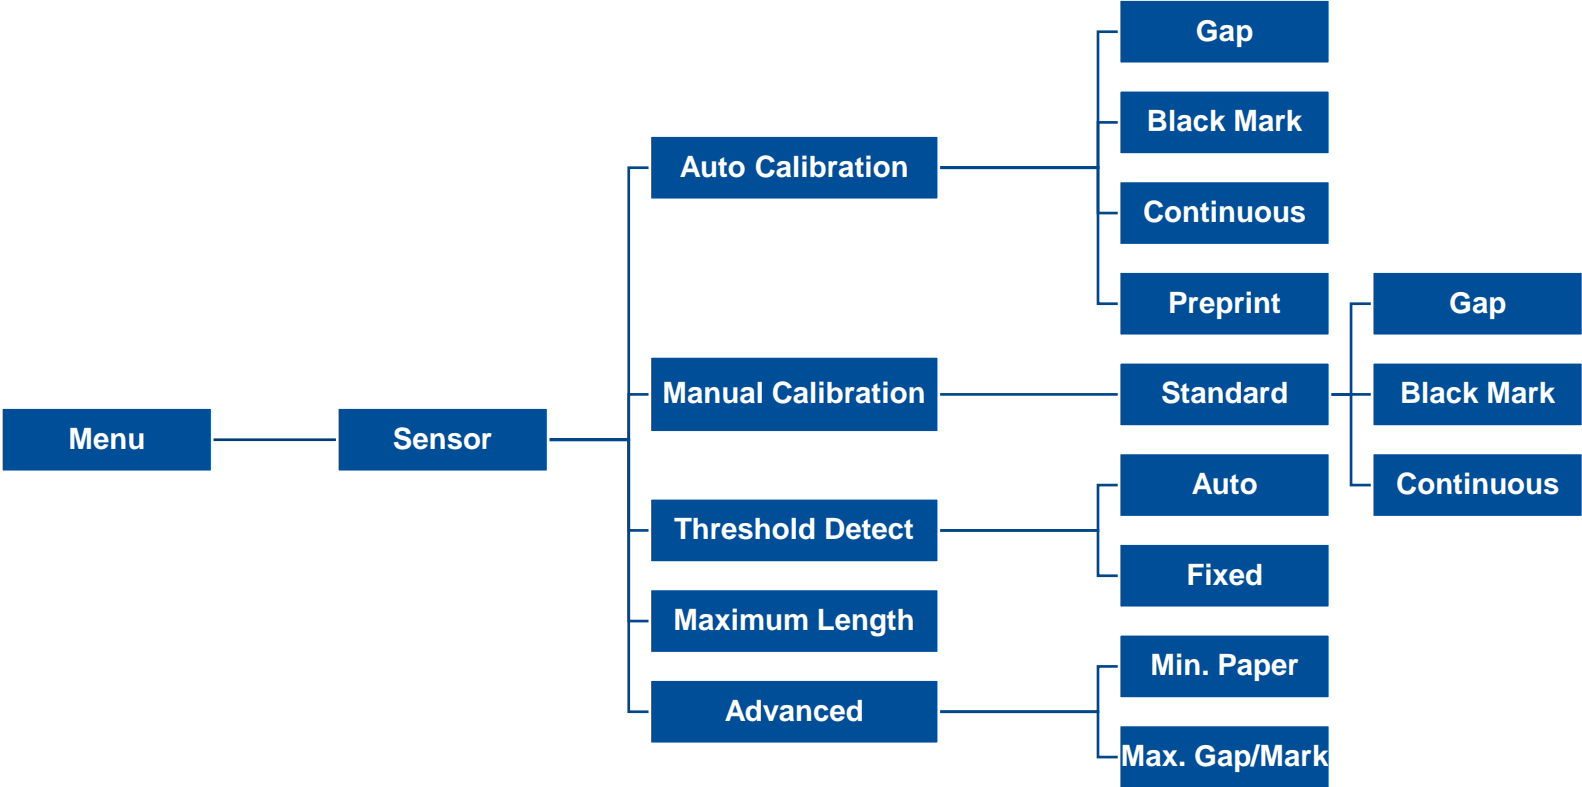 Menu
Sensor
Auto Calibration
Gap
Black Mark
Continuous
Preprint
Manual Calibration
Standard
Gap
Black Mark
Continuous
Threshold Detect
Auto
Fixed
Maximum Length
Advanced
Min. Paper
Max. Gap/Mark